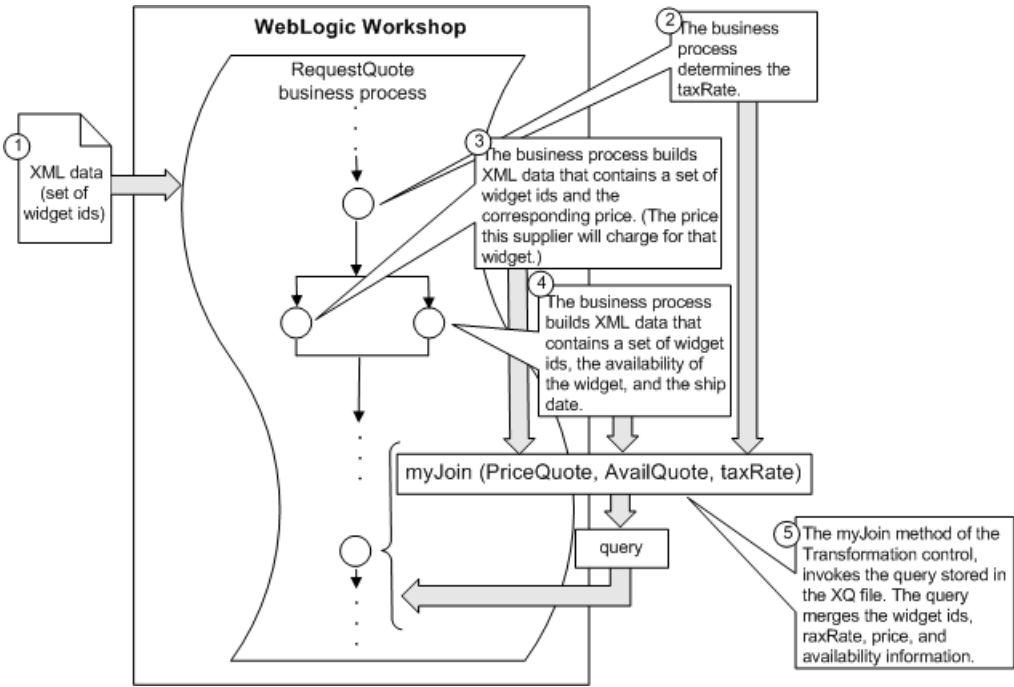 WebLogic Workshop
RequestQuote
business process
1
XML data
(set of
widget ids)
2
The business
process
determines the
taxRate.
3
The business process builds
XML data that contains a set of
widget ids and the
corresponding price. (The price
this supplier will charge for that
widget.)
4
The business process
builds XML data that
contains a set of widget
ids, the availability of
the widget, and the ship
date.
myJoin (PriceQuote, AvailQuote, taxRate)
query
5
The myJoin method of the
Transformation control,
invokes the query stored in
the XQ file. The query
merges the widget ids,
raxRate, price, and
availability information.